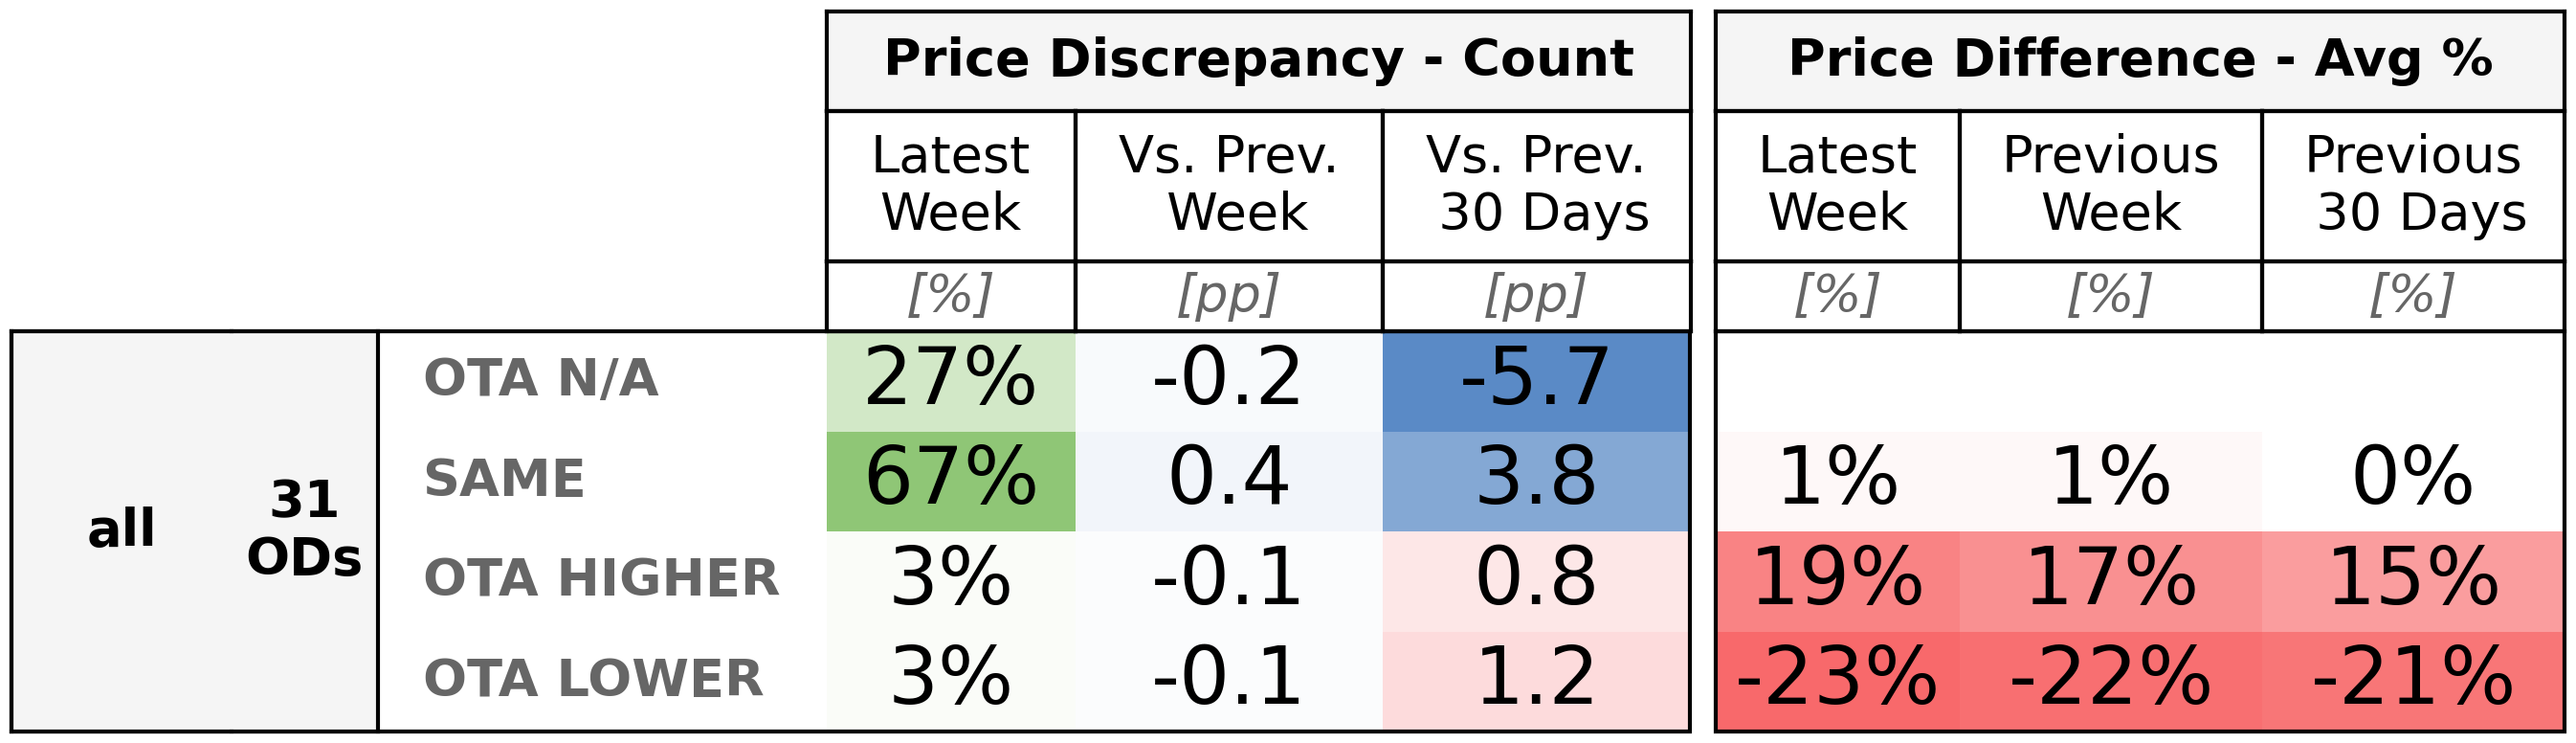 Price Discrepancy - Count
Price Difference - Avg %
Latest Week
Vs. Prev. Week
Vs. Prev. 30 Days
Latest Week
Previous Week
Previous 30 Days
[%] [pp] [pp] [%] [%] [%]
all
31 ODs
OTA N/A 27% -0.2 -5.7
SAME 67% 0.4 3.8 1% 1% 0%
OTA HIGHER 3% -0.1 0.8 19% 17% 15%
OTA LOWER 3% -0.1 1.2 -23% -22% -21%